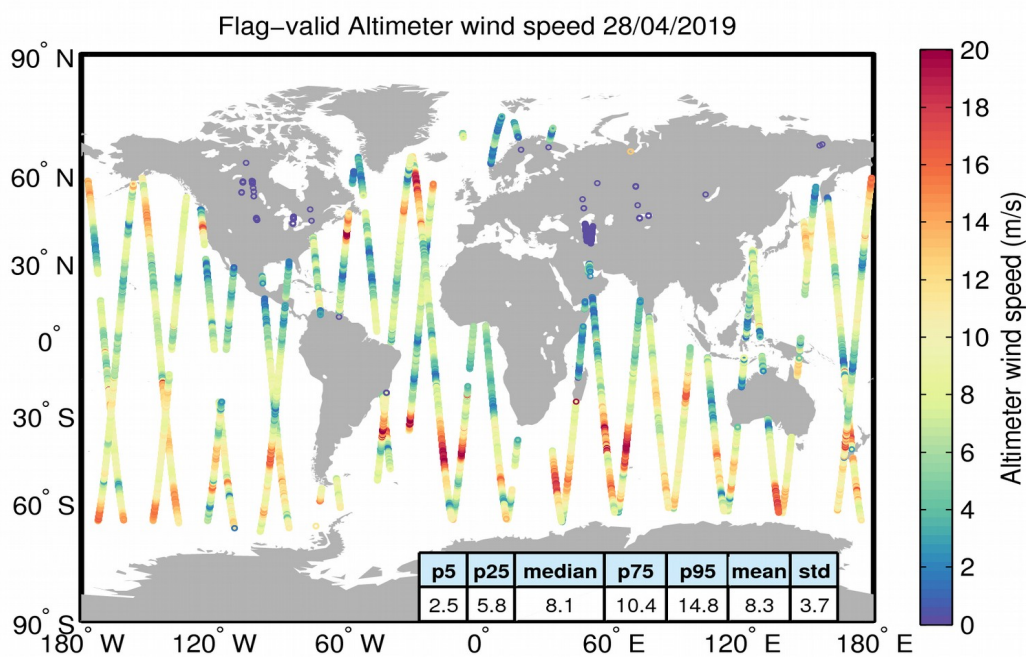 Flag−valid Altimeter wind speed 28/04/2019
90° N
60° N
30° N
0°
30° S
60° S
90° S
180° W
120° W
60° W
0°
60° E
120° E
180° E
p5 p25 median p75 p95 mean std
2.5 5.8 8.1 10.4 14.8 8.3 3.7
20
18
16
14
12
10
8
6
4
2
0
Altimeter wind speed (m/s)